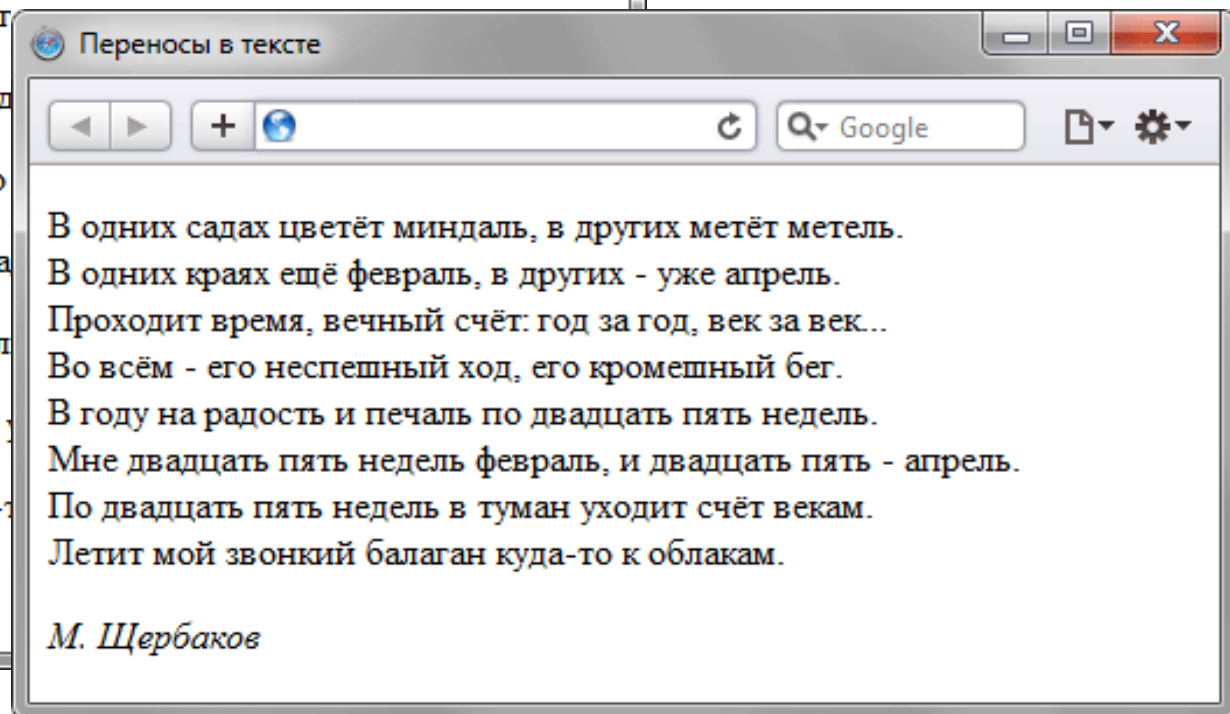 Переносы в тексте
Google
В одних садах цветёт миндаль, в других метёт метель.
В одних краях ещё февраль, в других - уже апрель.
Проходит время, вечный счёт: год за год, век за век...
Во всём - его неспешный ход, его кромешный бег.
В году на радость и печаль по двадцать пять недель.
Мне двадцать пять недель февраль, и двадцать пять - апрель.
По двадцать пять недель в туман уходит счёт векам.
Летит мой звонкий балаган куда-то к облакам.
М. Щербаков